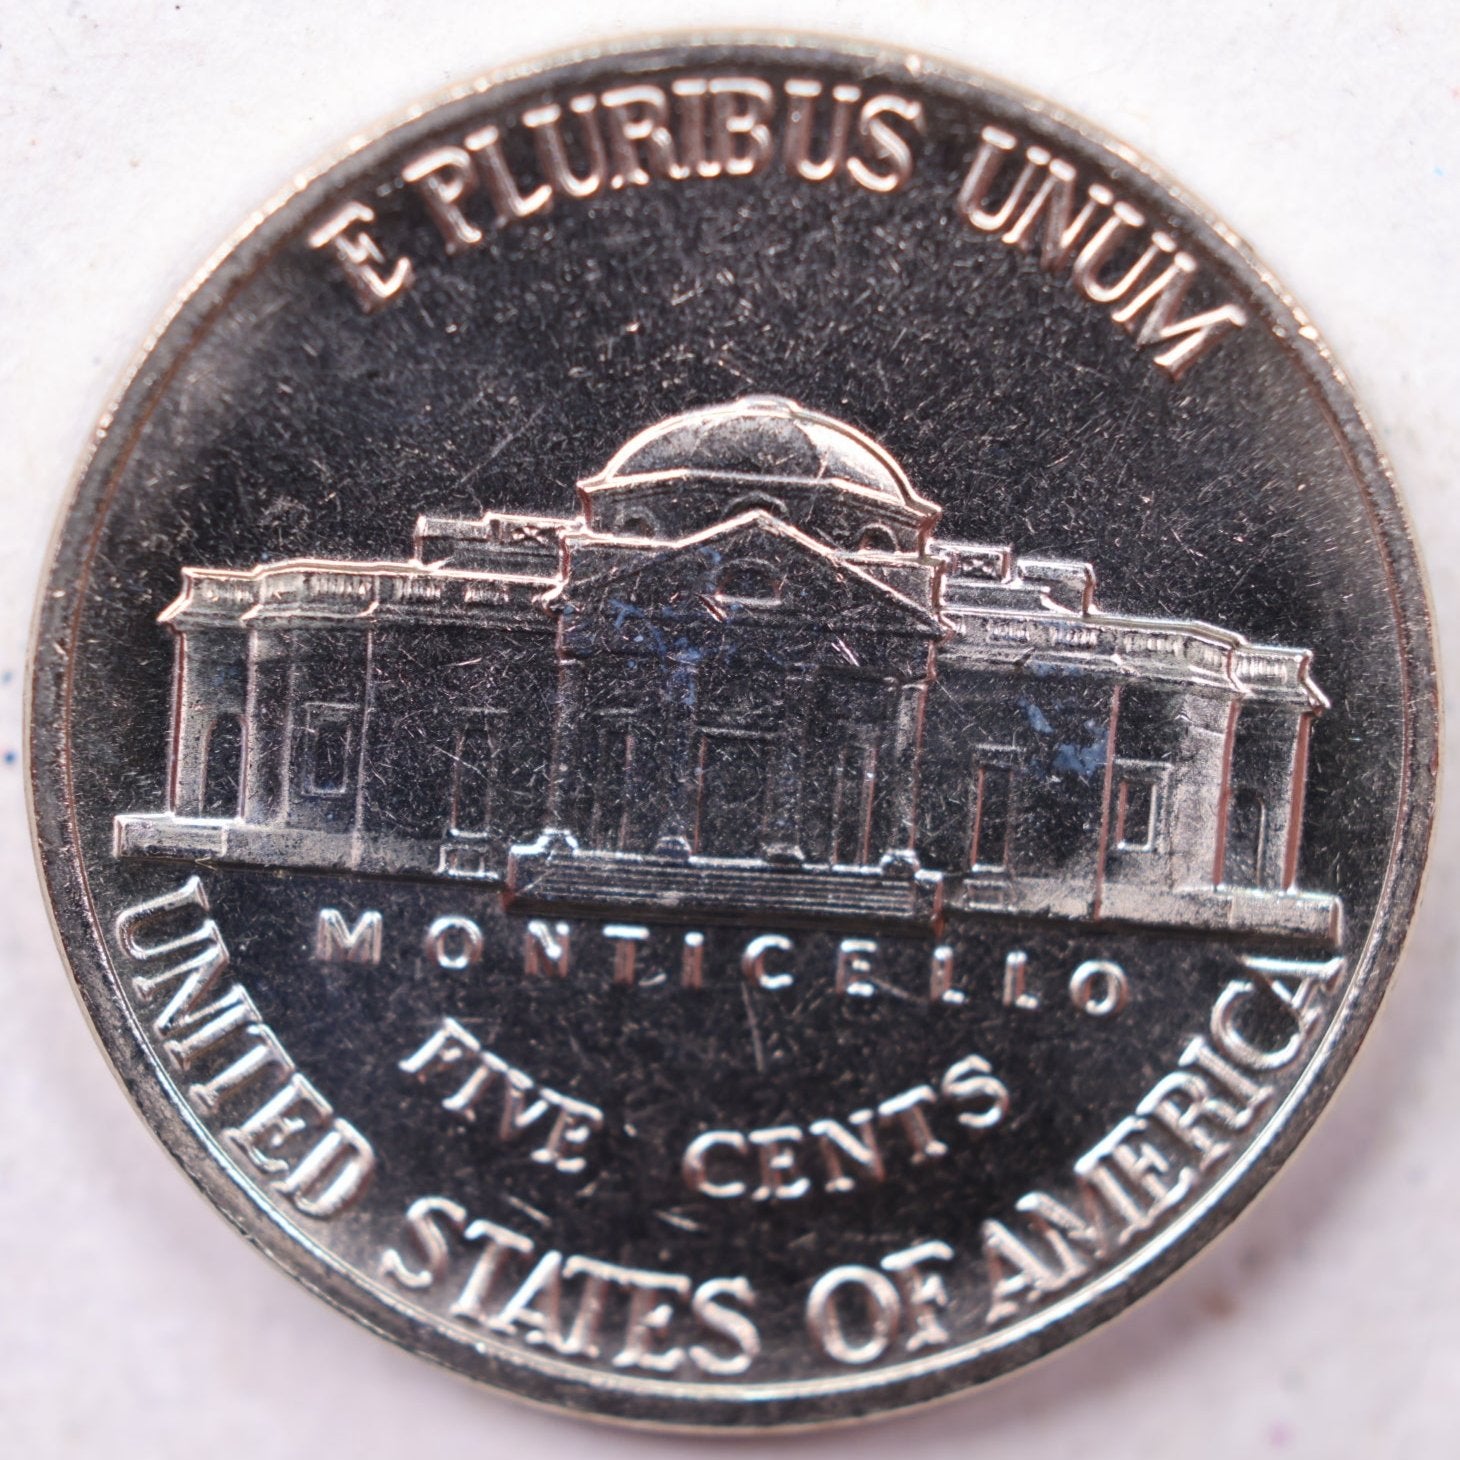 E PLURIBUS UNUM
MONTICELLO
FIVE CENTS
UNITED STATES OF AMERICA